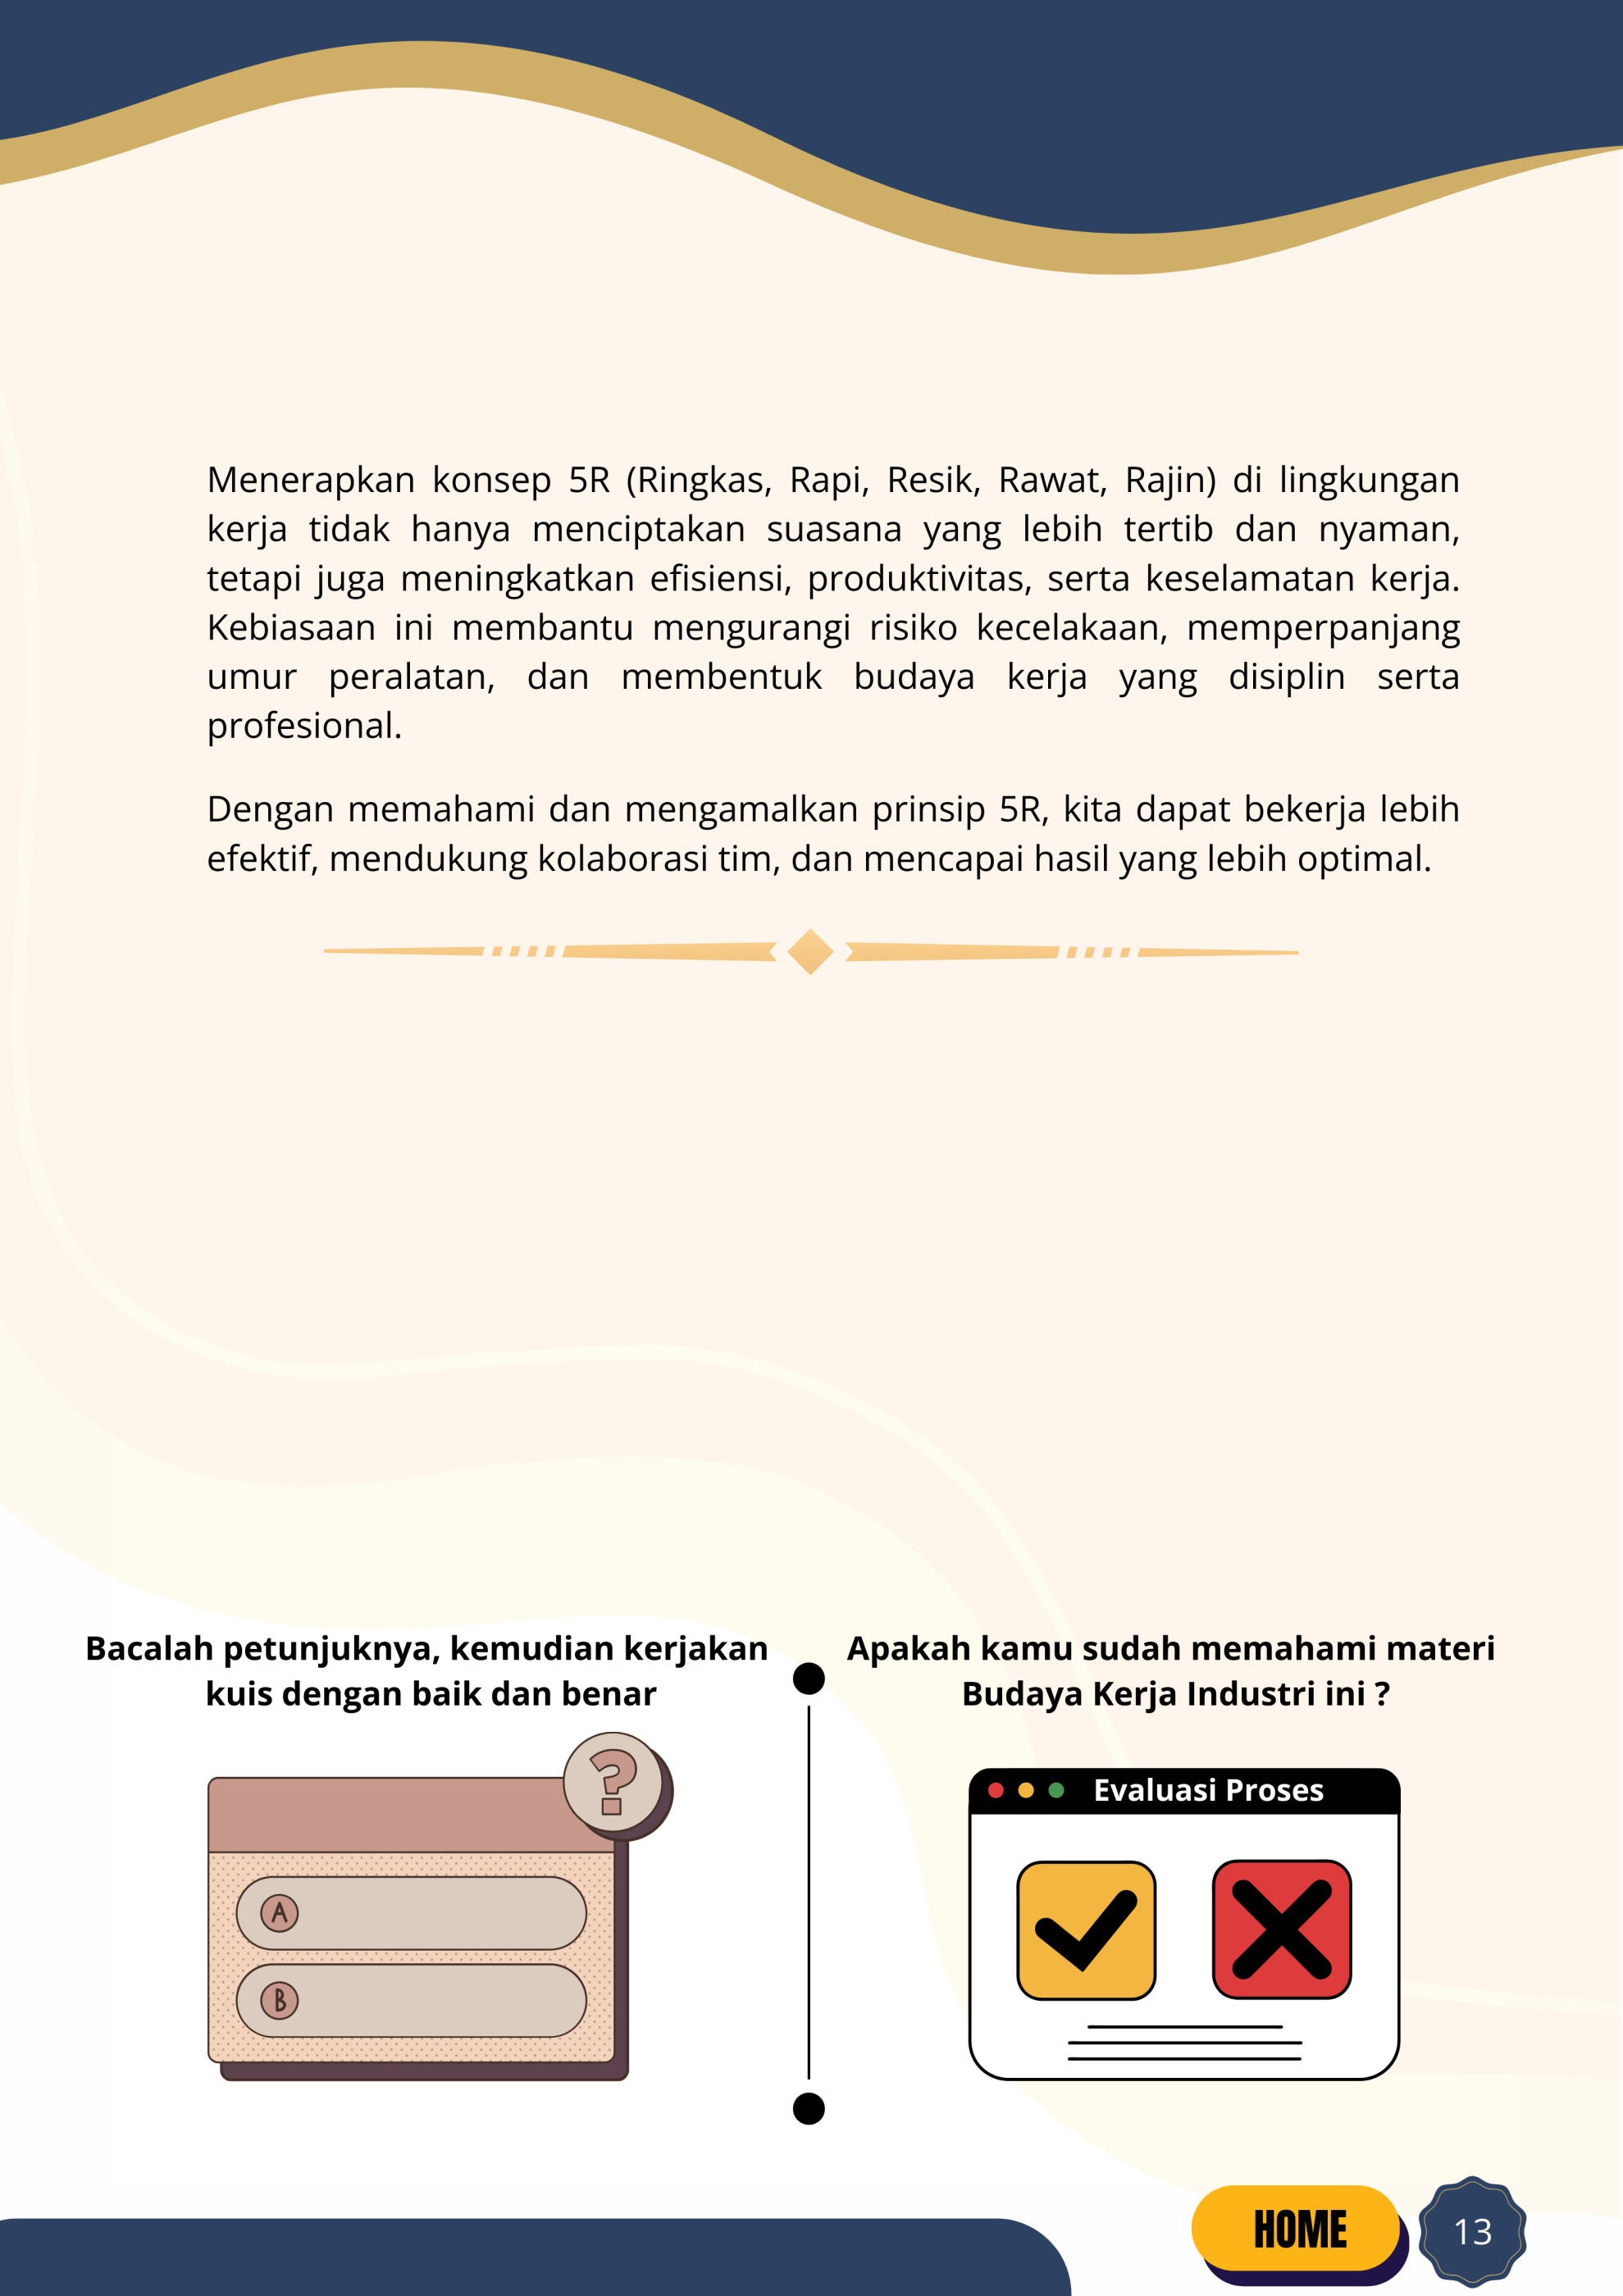 Menerapkan konsep 5R (Ringkas, Rapi, Resik, Rawat, Rajin) di lingkungan
kerja tidak hanya menciptakan suasana yang lebih tertib dan nyaman,
tetapi juga meningkatkan efisiensi, produktivitas, serta keselamatan kerja.
Kebiasaan ini membantu mengurangi risiko kecelakaan, memperpanjang
umur peralatan, dan membentuk budaya kerja yang disiplin serta
profesional.
Dengan memahami dan mengamalkan prinsip 5R, kita dapat bekerja lebih
efektif, mendukung kolaborasi tim, dan mencapai hasil yang lebih optimal.
Bacalah petunjuknya, kemudian kerjakan
kuis dengan baik dan benar
?
A
B
Apakah kamu sudah memahami materi
Budaya Kerja Industri ini ?
Evaluasi Proses
HOME
13